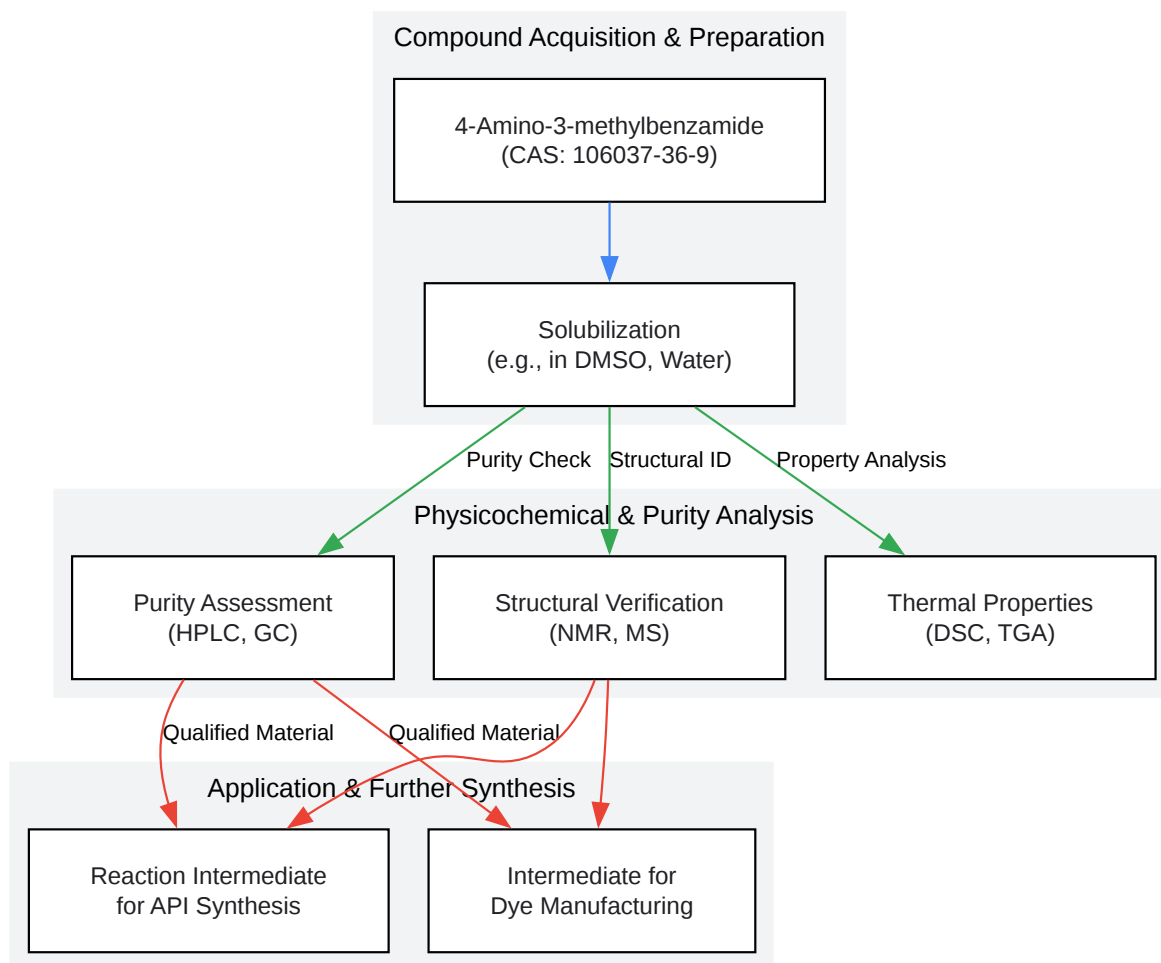 Compound Acquisition & Preparation
4-Amino-3-methylbenzamide
(CAS: 106037-36-9)
Solubilization
(e.g., in DMSO, Water)
Purity Check
Structural ID
Property Analysis
Physicochemical & Purity Analysis
Purity Assessment
(HPLC, GC)
Structural Verification
(NMR, MS)
Thermal Properties
(DSC, TGA)
Qualified Material
Qualified Material
Application & Further Synthesis
Reaction Intermediate
for API Synthesis
Intermediate for
Dye Manufacturing